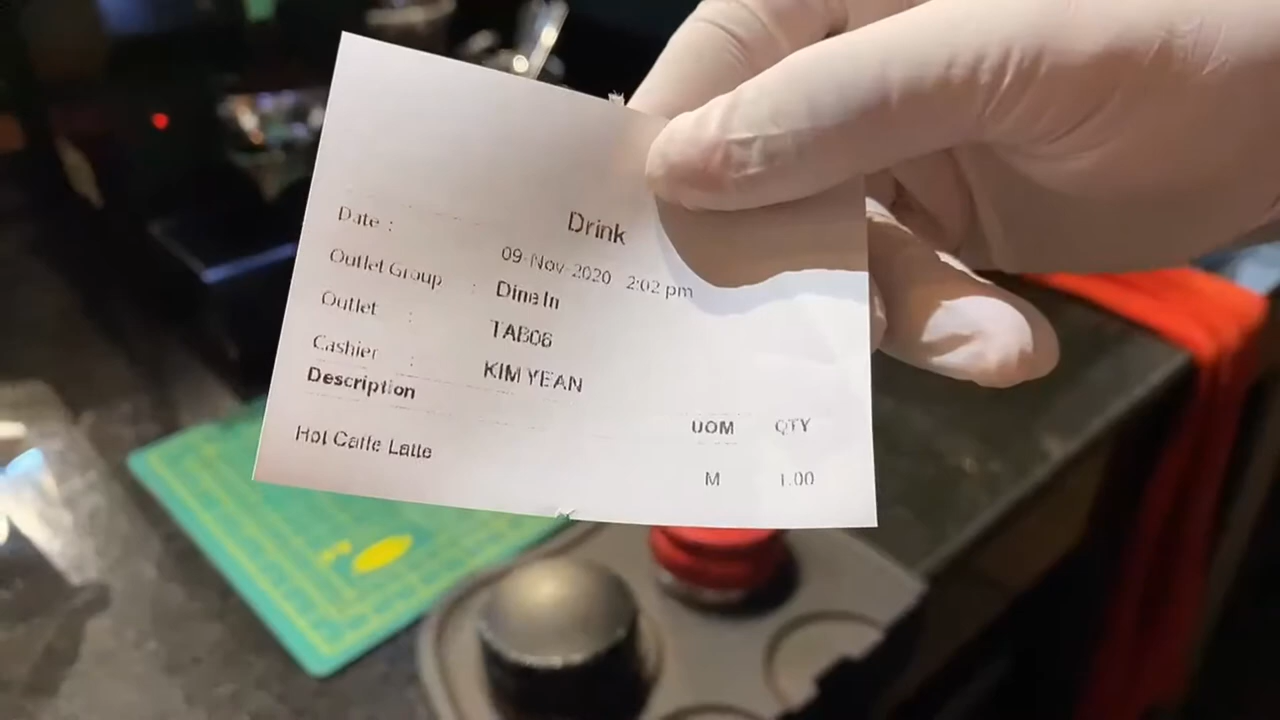 Drink
Date : 09-Nov-2020 2:02 pm
Outlet Group : Dine In
Outlet : TAB06
Cashier : KIM YEAN
Description UOM QTY
Hot Caffe Latte M 1.00